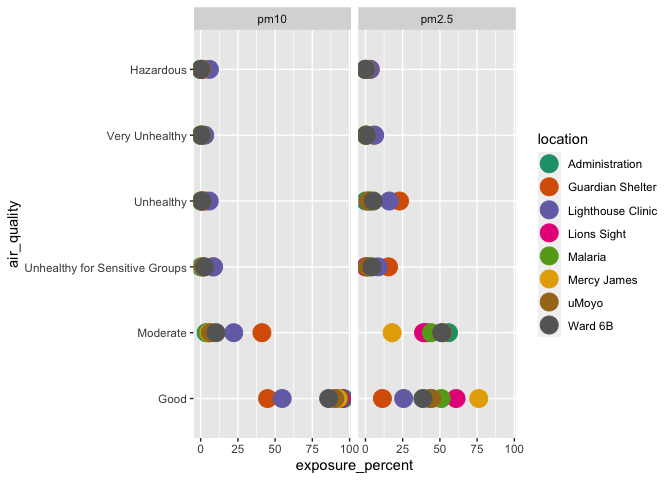 pm10
pm2.5
air_quality
Hazardous
Very Unhealthy
Unhealthy
Unhealthy for Sensitive Groups
Moderate
Good
0 25 50 75 100
0 25 50 75 100
exposure_percent
location
Administration
Guardian Shelter
Lighthouse Clinic
Lions Sight
Malaria
Mercy James
uMoyo
Ward 6B